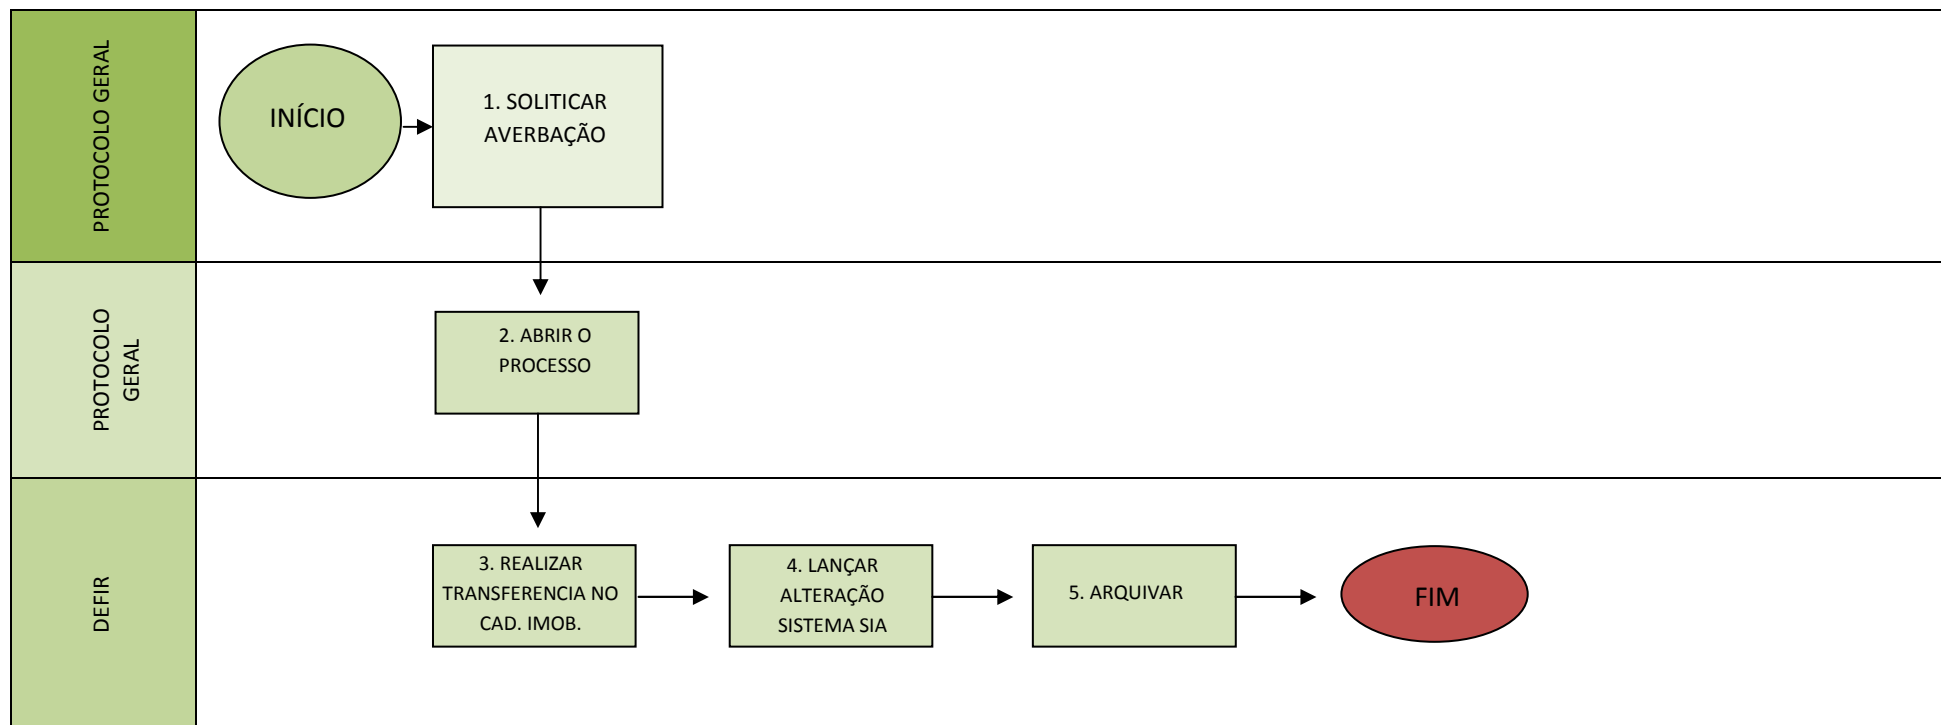 PROTOCOLO GERAL
INÍCIO
1. SOLITICAR
AVERBAÇÃO
PROTOCOLO
GERAL
2. ABRIR O
PROCESSO
DEFIR
3. REALIZAR
TRANSFERENCIA NO
CAD. IMOB.
4. LANÇAR
ALTERAÇÃO
SISTEMA SIA
5. ARQUIVAR
FIM